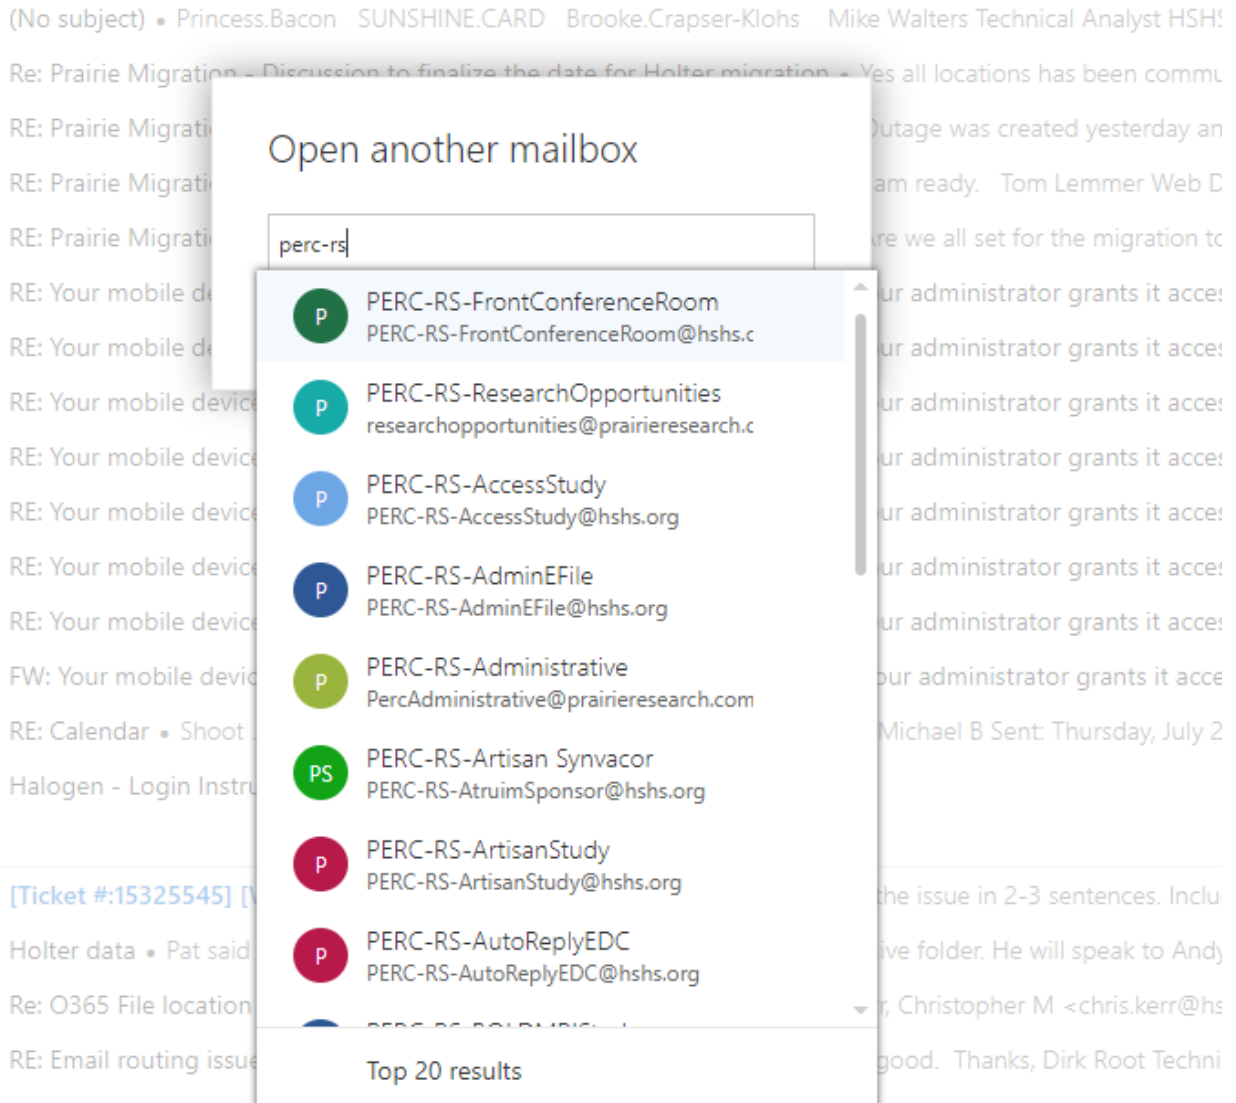 (No subject) • Princess.Bacon SUNSHINE.CARD Brooke.Crapser-Klohs Mike Walters Technical Analyst HSHS
Re: Prairie Migration - Discussion to finalize the date for Holter migration • Yes all locations has been commu
Open another mailbox
perc-rs
P
PERC-RS-FrontConferenceRoom
PERC-RS-FrontConferenceRoom@hshs.c
P
PERC-RS-ResearchOpportunities
researchopportunities@prairieresearch.c
P
PERC-RS-AccessStudy
PERC-RS-AccessStudy@hshs.org
P
PERC-RS-AdminEFile
PERC-RS-AdminEFile@hshs.org
P
PERC-RS-Administrative
PercAdministrative@prairieresearch.com
PS
PERC-RS-Artisan Synvacor
PERC-RS-AtruimSponsor@hshs.org
P
PERC-RS-ArtisanStudy
PERC-RS-ArtisanStudy@hshs.org
P
PERC-RS-AutoReplyEDC
PERC-RS-AutoReplyEDC@hshs.org
Top 20 results
RE: Prairie Migrati Outage was created yesterday an
RE: Prairie Migrati am ready. Tom Lemmer Web D
RE: Prairie Migrati Are we all set for the migration to
RE: Your mobile de ur administrator grants it acces
RE: Your mobile de ur administrator grants it acces
RE: Your mobile device ur administrator grants it acces
RE: Your mobile device ur administrator grants it acces
RE: Your mobile device ur administrator grants it acces
RE: Your mobile device ur administrator grants it acces
RE: Your mobile device ur administrator grants it acces
FW: Your mobile devic our administrator grants it acce
RE: Calendar • Shoot . Michael B Sent: Thursday, July 2
Halogen - Login Instru
[Ticket #:15325545] [ the issue in 2-3 sentences. Inclu
Holter data • Pat said ive folder. He will speak to Andy
Re: O365 File location r, Christopher M <chris.kerr@hs
RE: Email routing issue good. Thanks, Dirk Root Techni